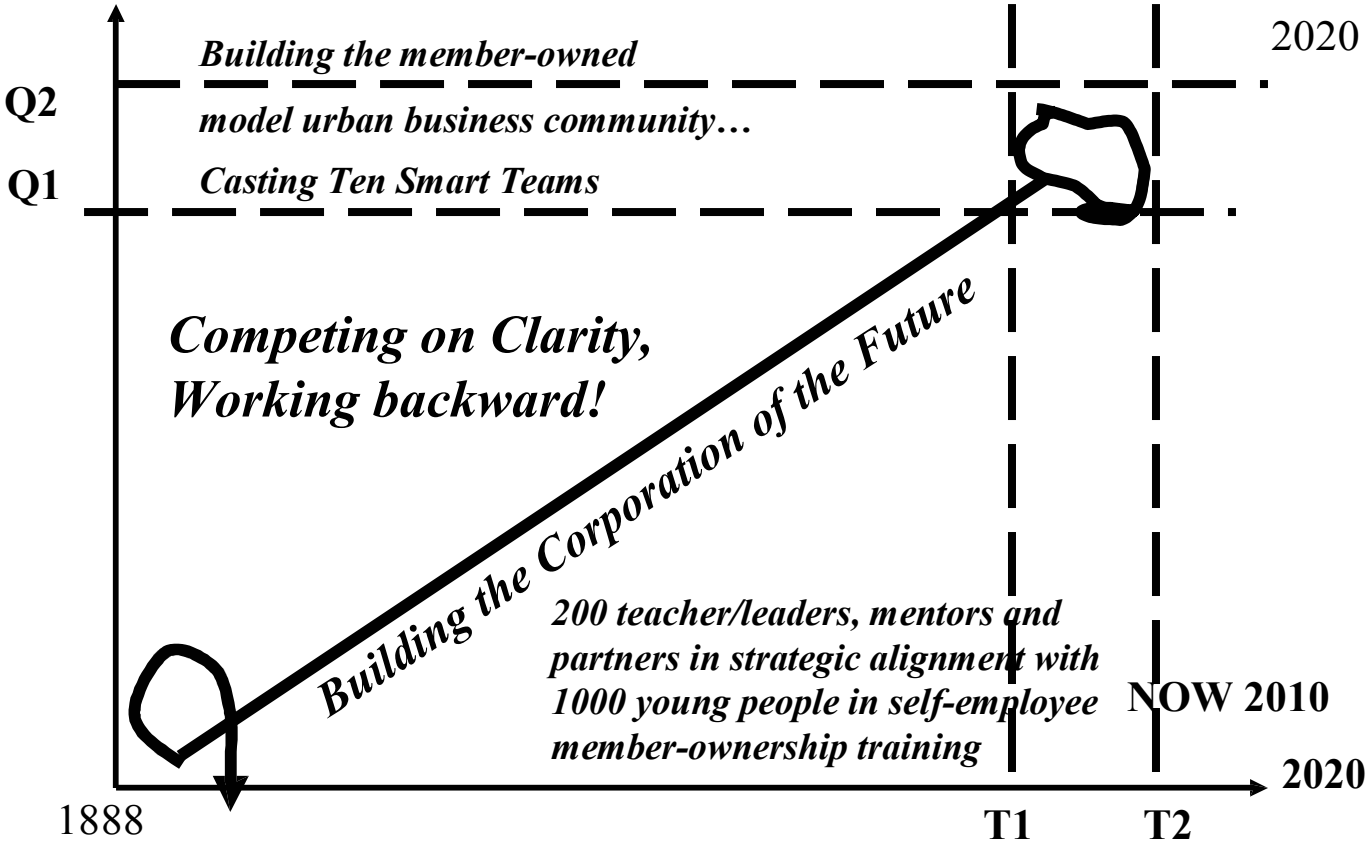 2020
Building the member-owned
Q2
model urban business community…
Q1
Casting Ten Smart Teams
Competing on Clarity,
Working backward!
Building the Corporation of the Future
200 teacher/leaders, mentors and
partners in strategic alignment with
1000 young people in self-employee
member-ownership training
NOW 2010
2020
1888
T1
T2